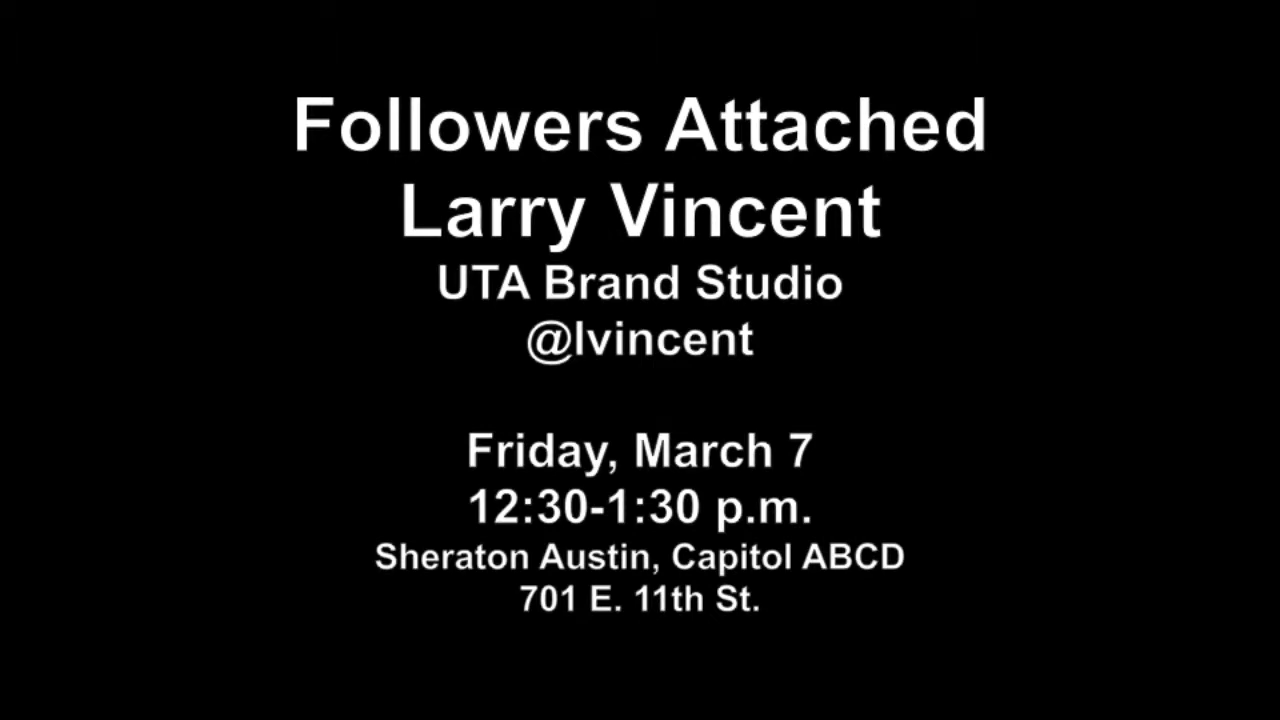 Followers Attached
Larry Vincent
UTA Brand Studio
@lvincent
Friday, March 7
12:30-1:30 p.m.
Sheraton Austin, Capitol ABCD
701 E. 11th St.